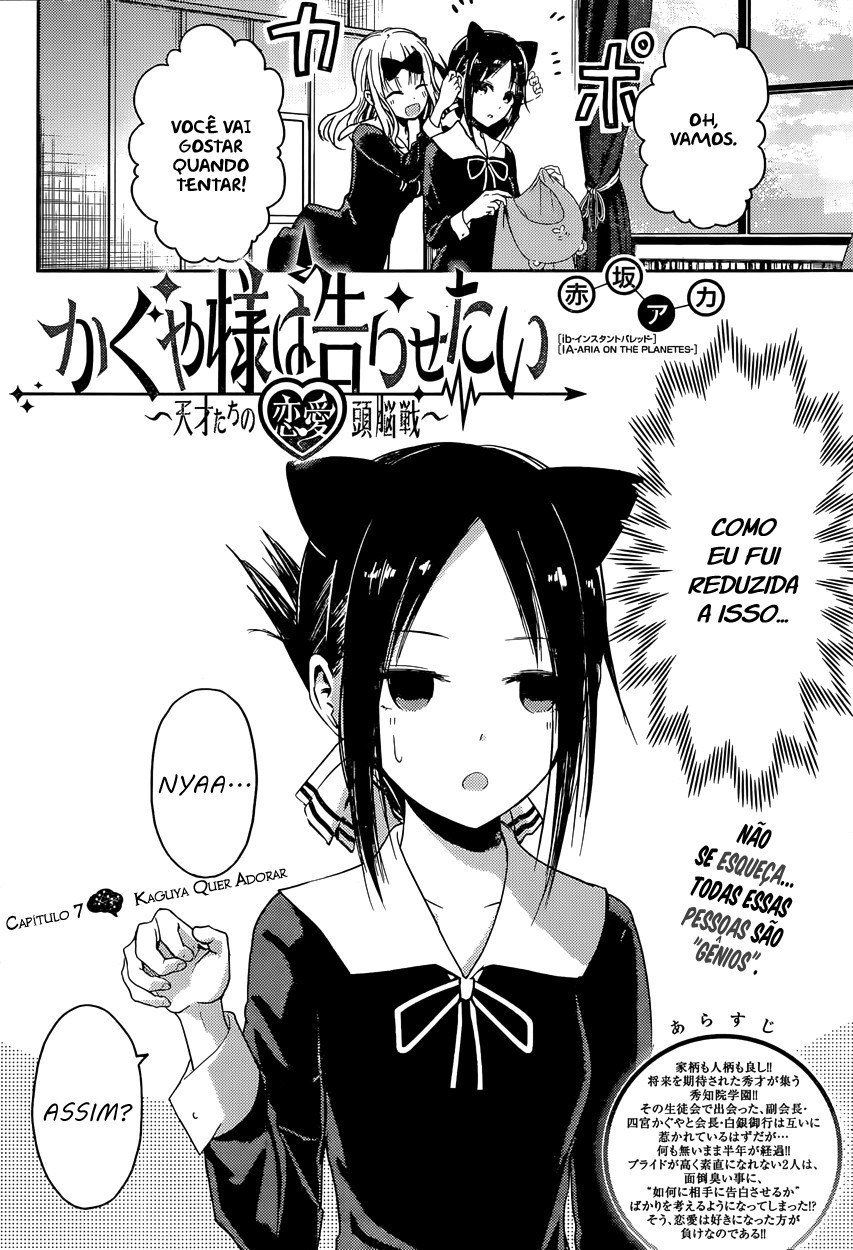 OH,
VAMOS.
ポ
カ
VOCÊ VAI
GOSTAR
QUANDO
TENTAR!
赤坂アカ
[ib-インスタントバレット-]
[IA-ARIA ON THE PLANETES-]
かぐや様は告らせたい
～天才たちの恋愛頭脳戦～
COMO
EU FUI
REDUZIDA
A ISSO...
NYAA...
CAPÍTULO 7 KAGUYA QUER ADORAR
NÃO
SE ESQUEÇA...
TODAS ESSAS
PESSOAS SÃO
"GÊNIOS".
ASSIM?
あらすじ
家柄も人柄も良し!!
将来を期待された秀才が集う
秀知院学園!!
その生徒会で出会った、副会長・
四宮かぐやと会長・白銀御行は互いに
惹かれているはずだが…
何も無いまま半年が経過!!
プライドが高く素直になれない2人は、
面倒臭い事に、
“如何に相手に告白させるか”
ばかりを考えるようになってしまった!?
そう、恋愛は好きになった方が
負けなのである!!